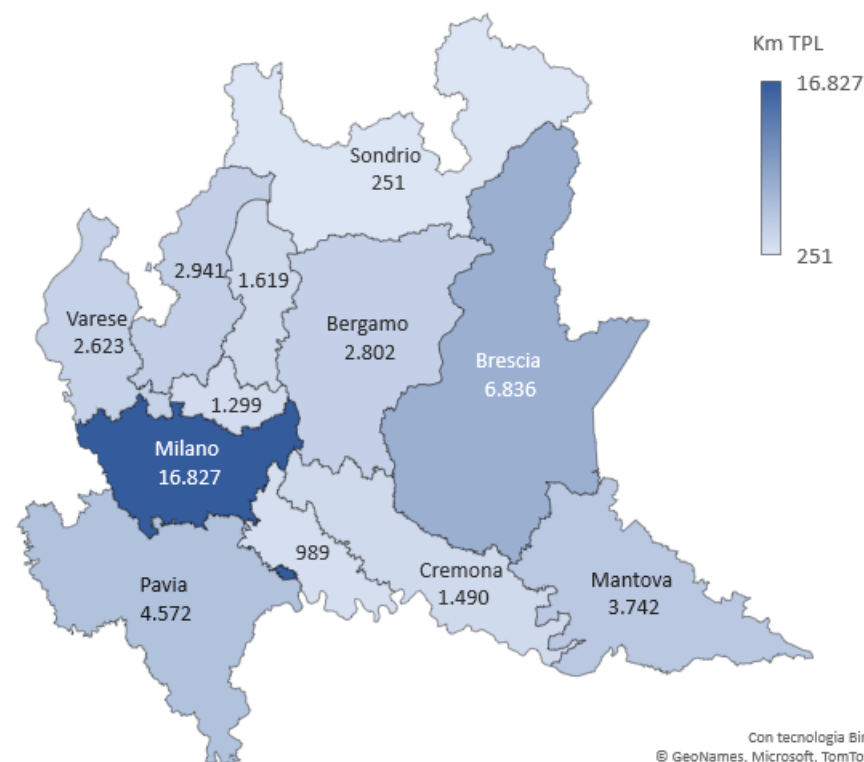 Km TPL
16.827
251
Sondrio
251
2.941
1.619
Varese
2.623
Bergamo
2.802
Brescia
6.836
1.299
Milano
16.827
989
Pavia
4.572
Cremona
1.490
Mantova
3.742
Con tecnologia
© GeoNames, Microsoft,